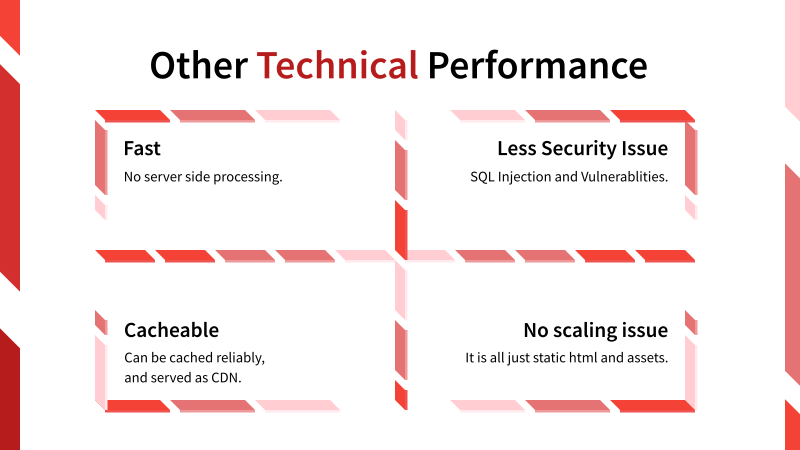 Other Technical Performance
Fast
No server side processing.
Less Security Issue
SQL Injection and Vulnerablities.
Cacheable
Can be cached reliably,
and served as CDN.
No scaling issue
It is all just static html and assets.